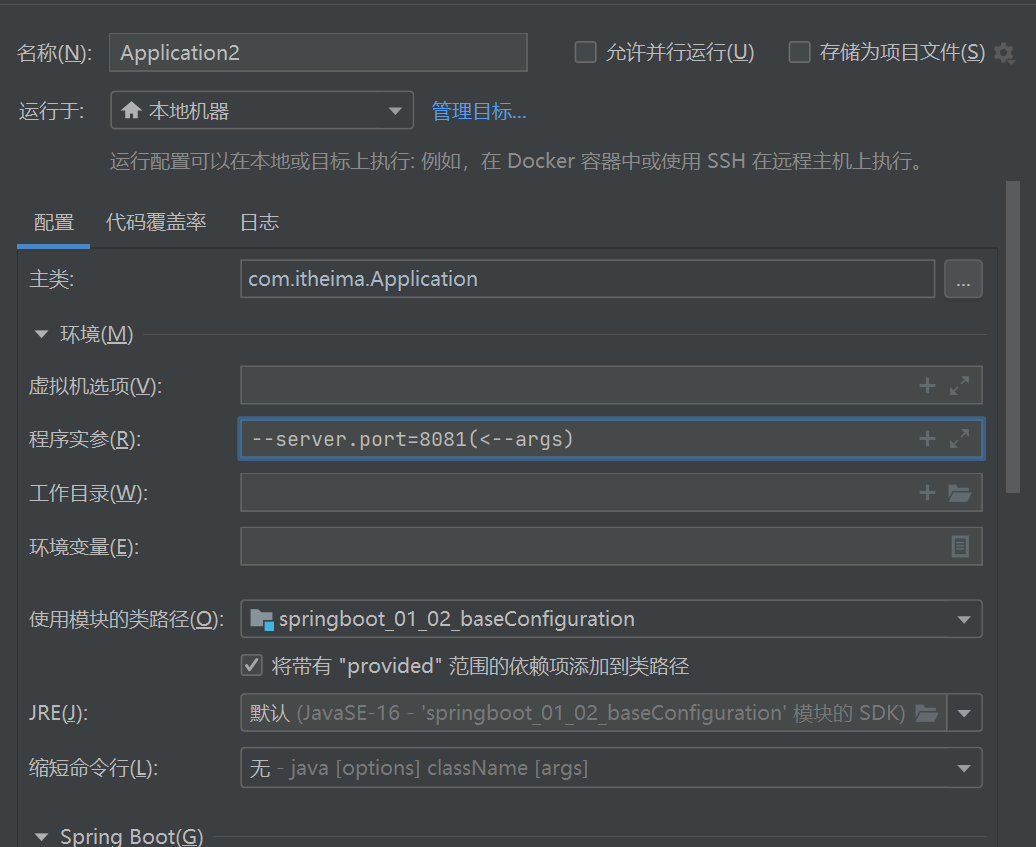 名称(N): Application2 允许并行运行(U) 存储为项目文件(S)
运行于: 本地机器 管理目标...
运行配置可以在本地或目标上执行: 例如，在 Docker 容器中或使用 SSH 在远程主机上执行。
配置 代码覆盖率 日志
主类: com.itheima.Application ...
环境(M)
虚拟机选项(V):
程序实参(R): --server.port=8081(<--args)
工作目录(W):
环境变量(E):
使用模块的类路径(O): springboot_01_02_baseConfiguration
将带有 "provided" 范围的依赖项添加到类路径
JRE(J): 默认 (JavaSE-16 - 'springboot_01_02_baseConfiguration' 模块的 SDK)
缩短命令行(L): 无 - java [options] className [args]
Spring Boot(G)